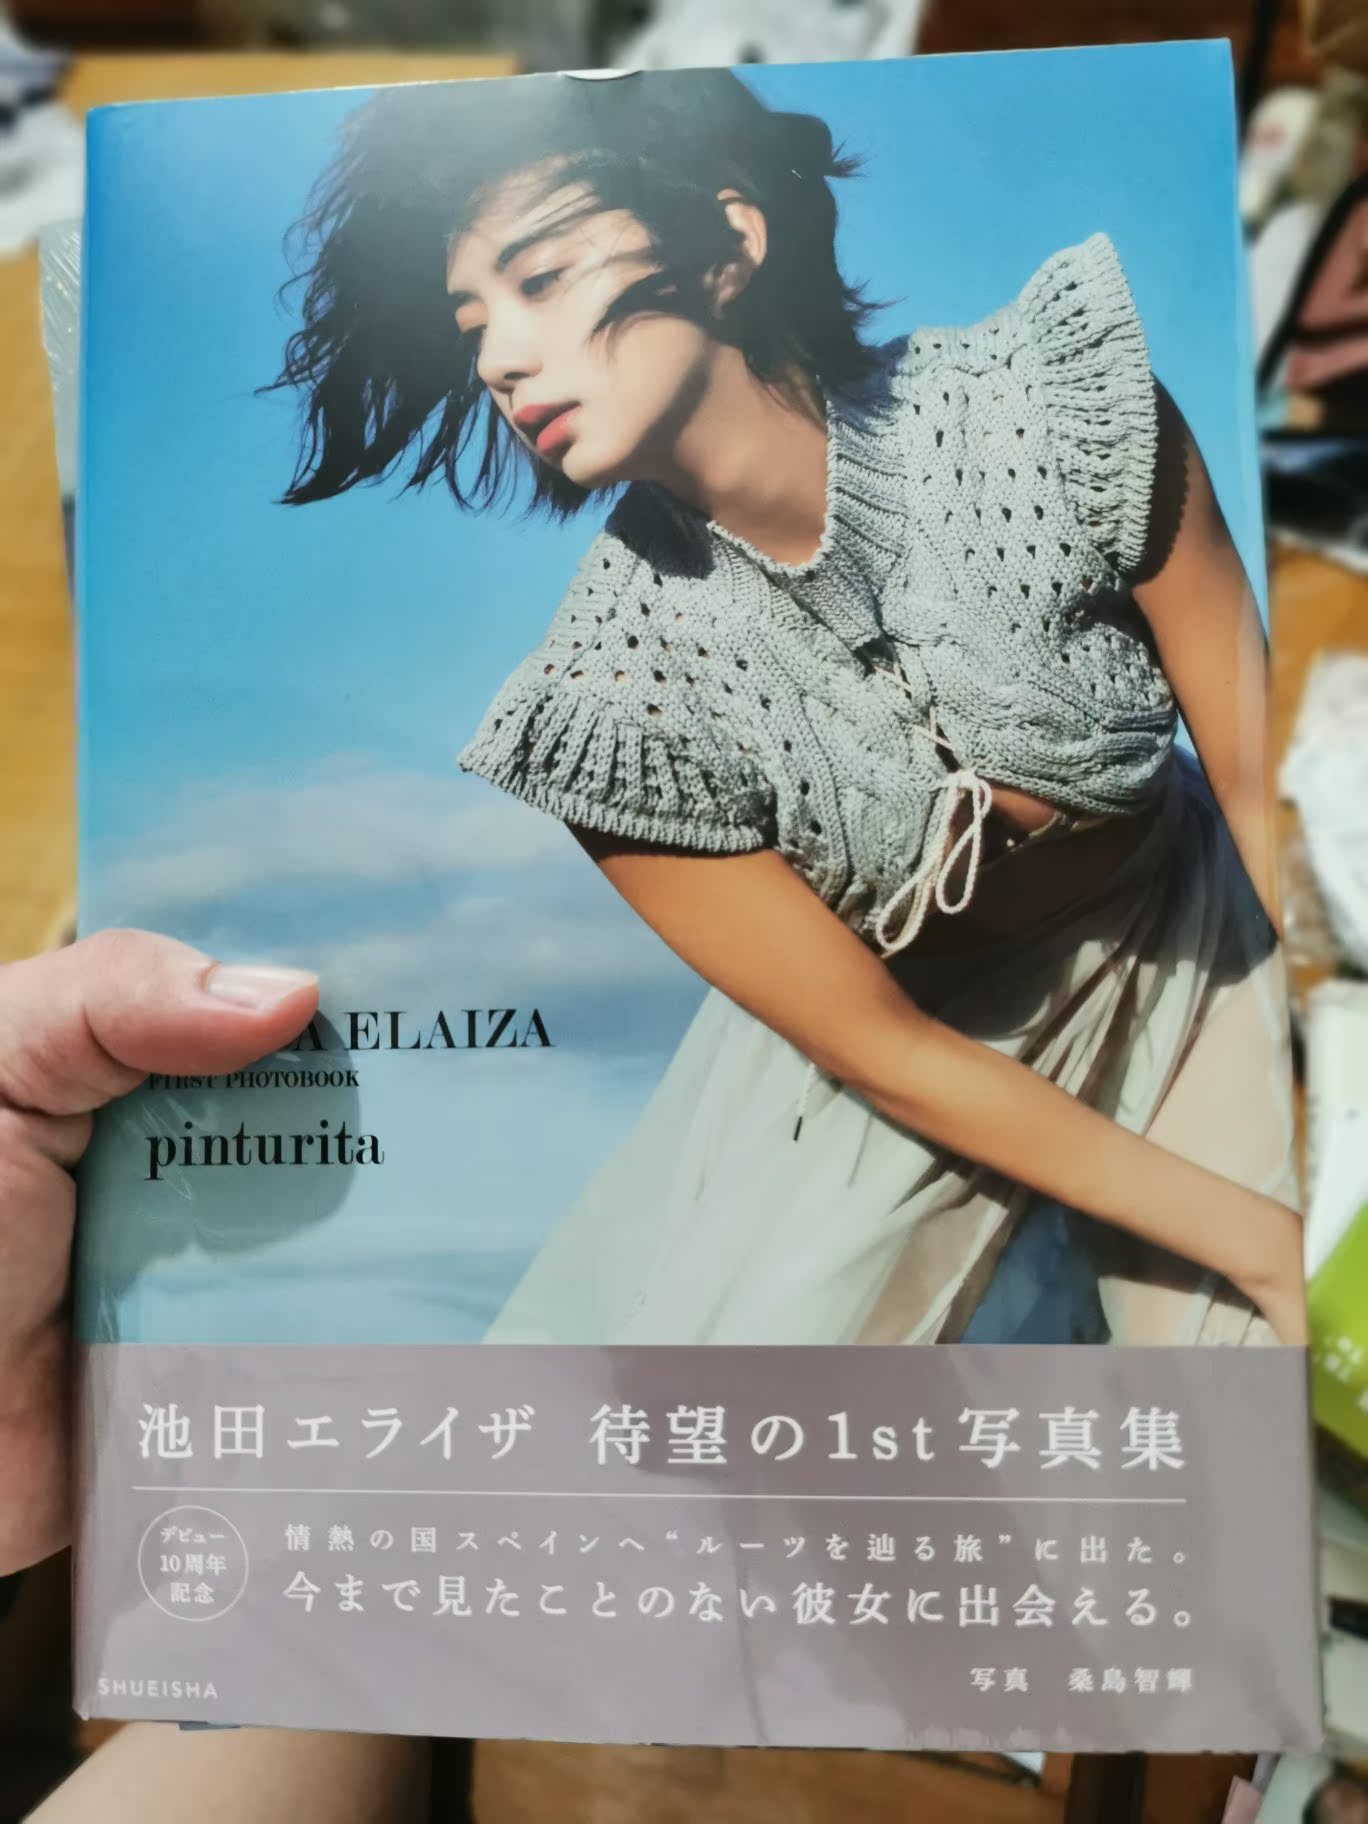 ELAIZA
FIRST PHOTOBOOK
pinturita
池田エライザ 待望の1st写真集
デビュー
10周年
記念
情熱の国スペインへ“ルーツを辿る旅”に出た。
今まで見たことのない彼女に出会える。
写真 桑島智輝
SHUEISHA